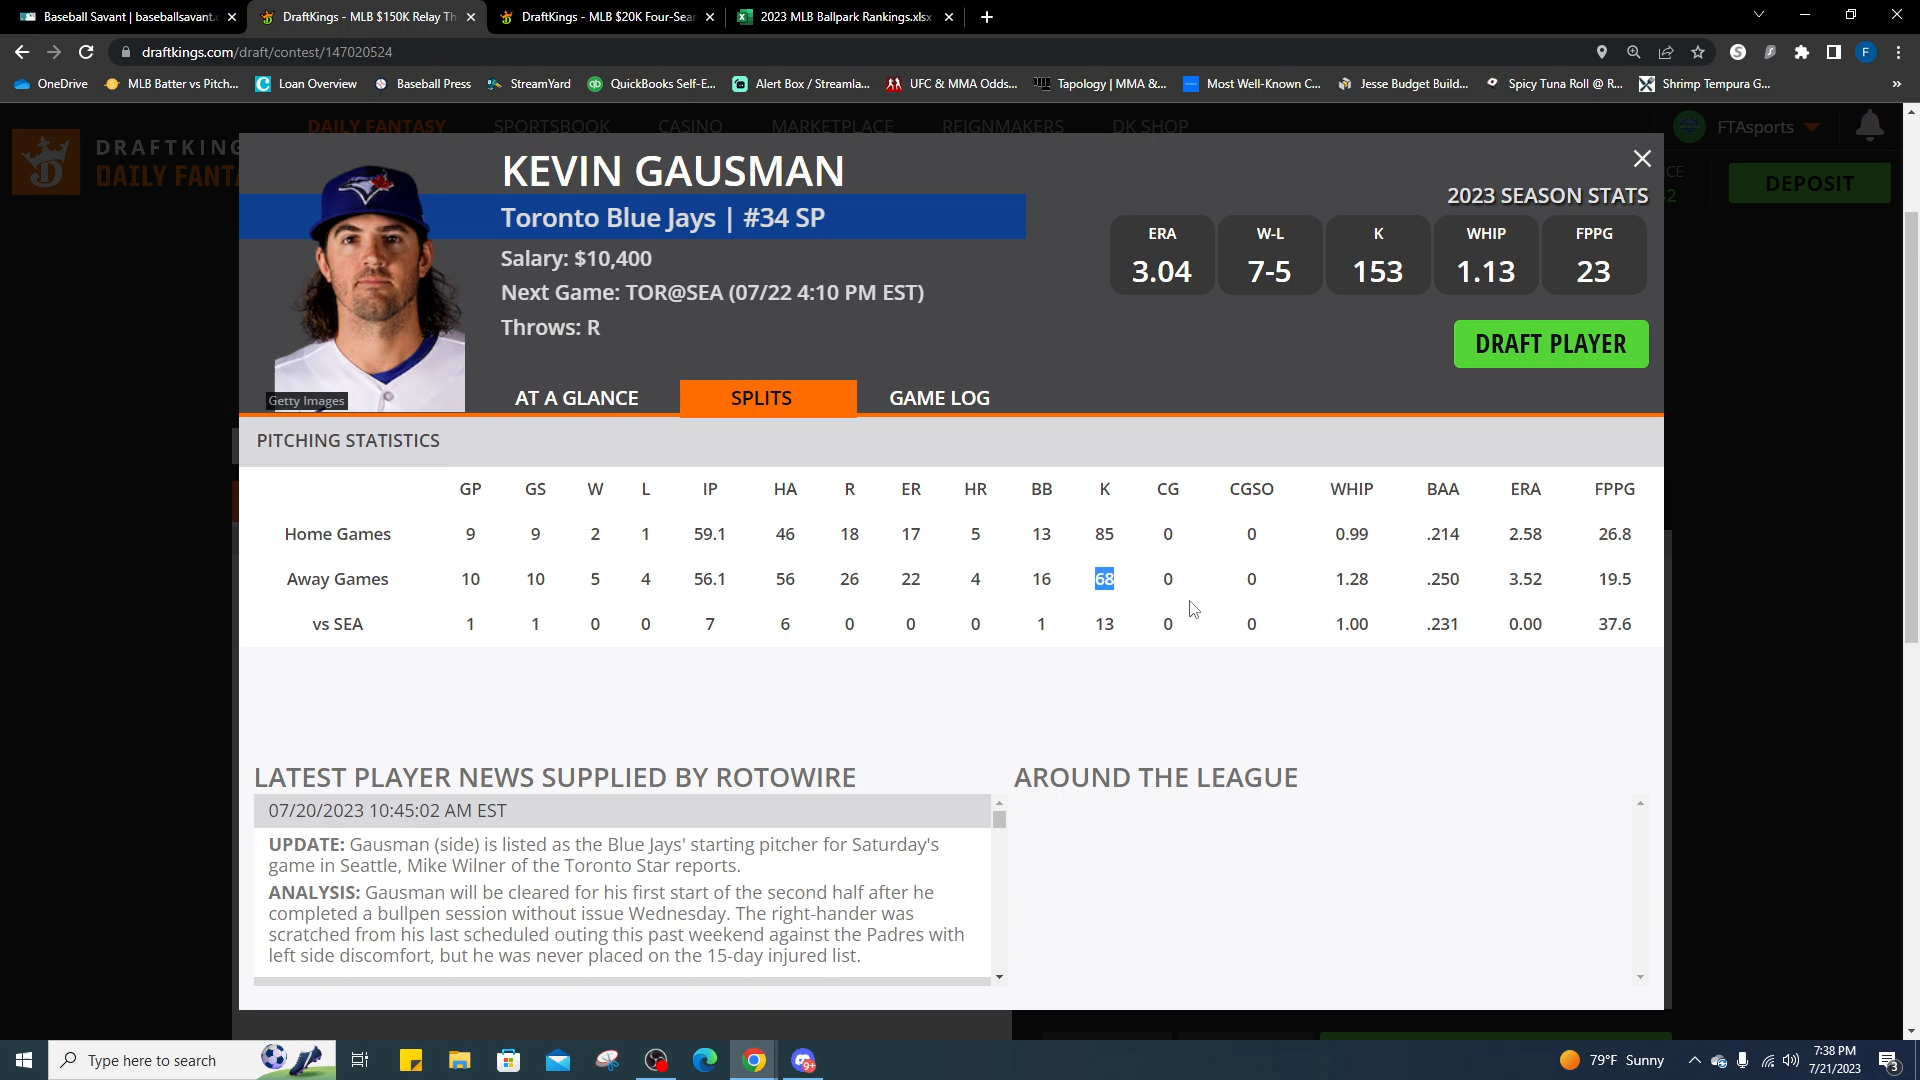 Baseball Savant | baseballsavant.
DraftKings - MLB $150K Relay Th
DraftKings - MLB $20K Four-Sea
2023 MLB Ballpark Rankings.xlsx
draftkings.com/draft/contest/147020524
OneDrive
MLB Batter vs Pitch...
Loan Overview
Baseball Press
StreamYard
QuickBooks Self-E...
Alert Box / Streamla...
UFC & MMA Odds...
Tapology | MMA &...
Most Well-Known C...
Jesse Budget Build...
Spicy Tuna Roll @ R...
Shrimp Tempura G...
DAILY FANTASY
SPORTSBOOK
CASINO
MARKETPLACE
REIGNMAKERS
DK SHOP
FTAsports
DRAFTKING
DAILY FANTA
DEPOSIT
KEVIN GAUSMAN
Toronto Blue Jays | #34 SP
Salary: $10,400
Next Game: TOR@SEA (07/22 4:10 PM EST)
Throws: R
Getty Images
2023 SEASON STATS
ERA W-L K WHIP FPPG
3.04 7-5 153 1.13 23
DRAFT PLAYER
AT A GLANCE
SPLITS
GAME LOG
PITCHING STATISTICS
GP GS W L IP HA R ER HR BB K CG CGSO WHIP BAA ERA FPPG
Home Games 9 9 2 1 59.1 46 18 17 5 13 85 0 0 0.99 .214 2.58 26.8
Away Games 10 10 5 4 56.1 56 26 22 4 16 68 0 0 1.28 .250 3.52 19.5
vs SEA 1 1 0 0 7 6 0 0 0 1 13 0 0 1.00 .231 0.00 37.6
LATEST PLAYER NEWS SUPPLIED BY ROTOWIRE
07/20/2023 10:45:02 AM EST
UPDATE: Gausman (side) is listed as the Blue Jays' starting pitcher for Saturday's
game in Seattle, Mike Wilner of the Toronto Star reports.
ANALYSIS: Gausman will be cleared for his first start of the second half after he
completed a bullpen session without issue Wednesday. The right-hander was
scratched from his last scheduled outing this past weekend against the Padres with
left side discomfort, but he was never placed on the 15-day injured list.
AROUND THE LEAGUE
Type here to search
79°F Sunny
7:38 PM
7/21/2023
3